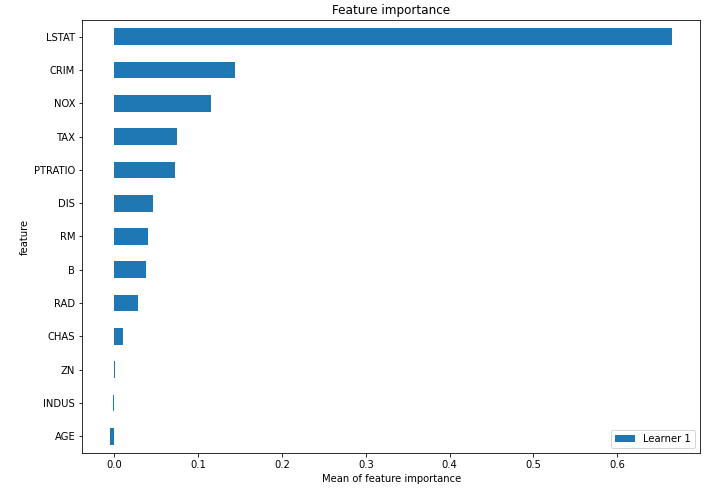 Feature importance
LSTAT
CRIM
NOX
TAX
PTRATIO
DIS
RM
B
RAD
CHAS
ZN
INDUS
AGE
feature
0.0 0.1 0.2 0.3 0.4 0.5 0.6
Mean of feature importance
Learner 1